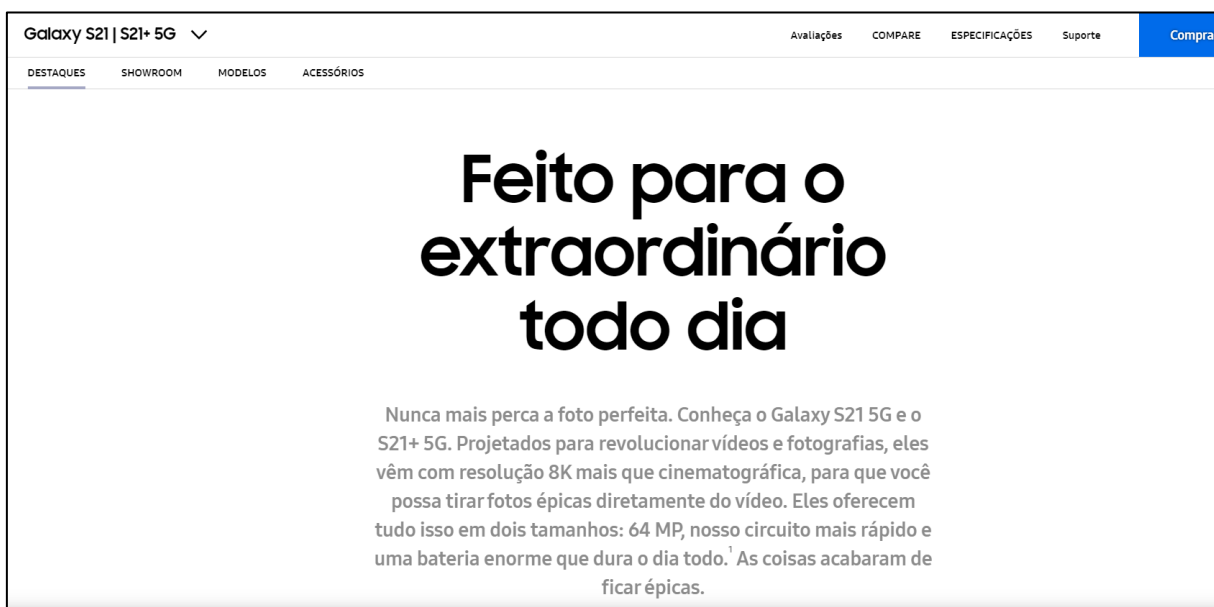 Galaxy S21 | S21+ 5G
Avaliações COMPARE ESPECIFICAÇÕES Suporte Compra
DESTAQUES SHOWROOM MODELOS ACESSÓRIOS
Feito para o
extraordinário
todo dia
Nunca mais perca a foto perfeita. Conheça o Galaxy S21 5G e o
S21+ 5G. Projetados para revolucionar vídeos e fotografias, eles
vêm com resolução 8K mais que cinematográfica, para que você
possa tirar fotos épicas diretamente do vídeo. Eles oferecem
tudo isso em dois tamanhos: 64 MP, nosso circuito mais rápido e
uma bateria enorme que dura o dia todo.¹ As coisas acabaram de
ficar épicas.